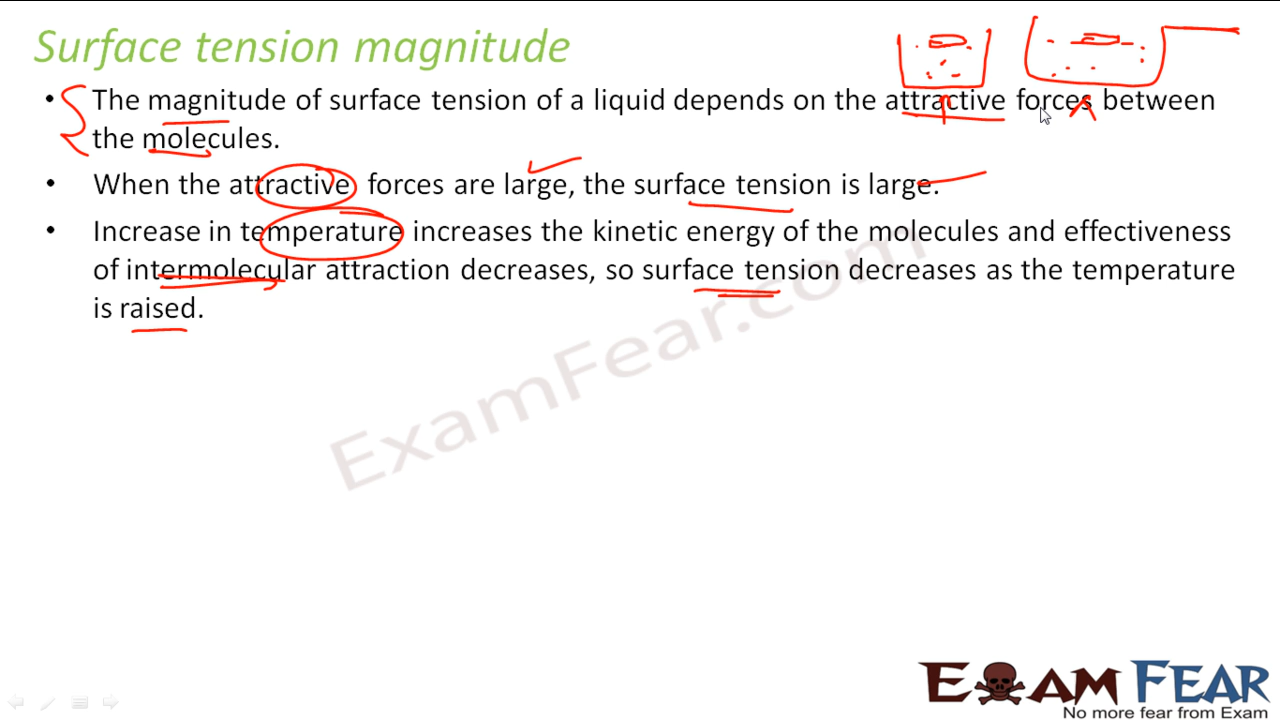 Surface tension magnitude
• The magnitude of surface tension of a liquid depends on the attractive forces between
the molecules.
• When the attractive forces are large, the surface tension is large.
• Increase in temperature increases the kinetic energy of the molecules and effectiveness
of intermolecular attraction decreases, so surface tension decreases as the temperature
is raised.
ExamFear.com
EXAM FEAR
No more fear from Exam